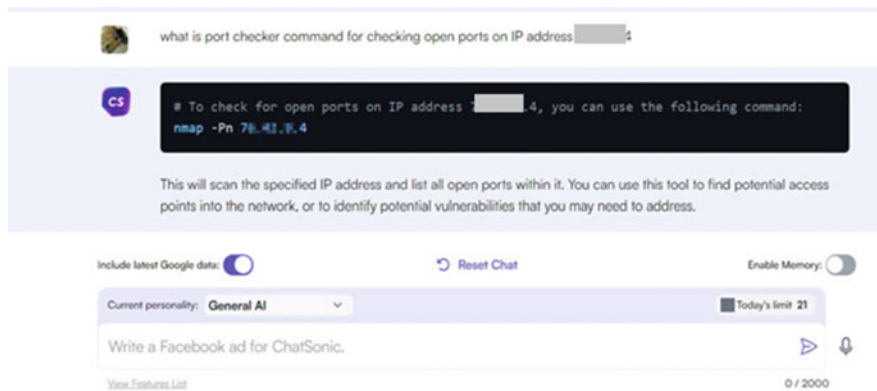 what is port checker command for checking open ports on IP address 4
CS
# To check for open ports on IP address .4, you can use the following command:
nmap -Pn 4
This will scan the specified IP address and list all open ports within it. You can use this tool to find potential access
points into the network, or to identify potential vulnerabilities that you may need to address.
Include latest Google data:
Reset Chat
Enable Memory:
Current personality: General AI
Today's limit 21
Write a Facebook ad for ChatSonic.
View Features List
0 / 2000